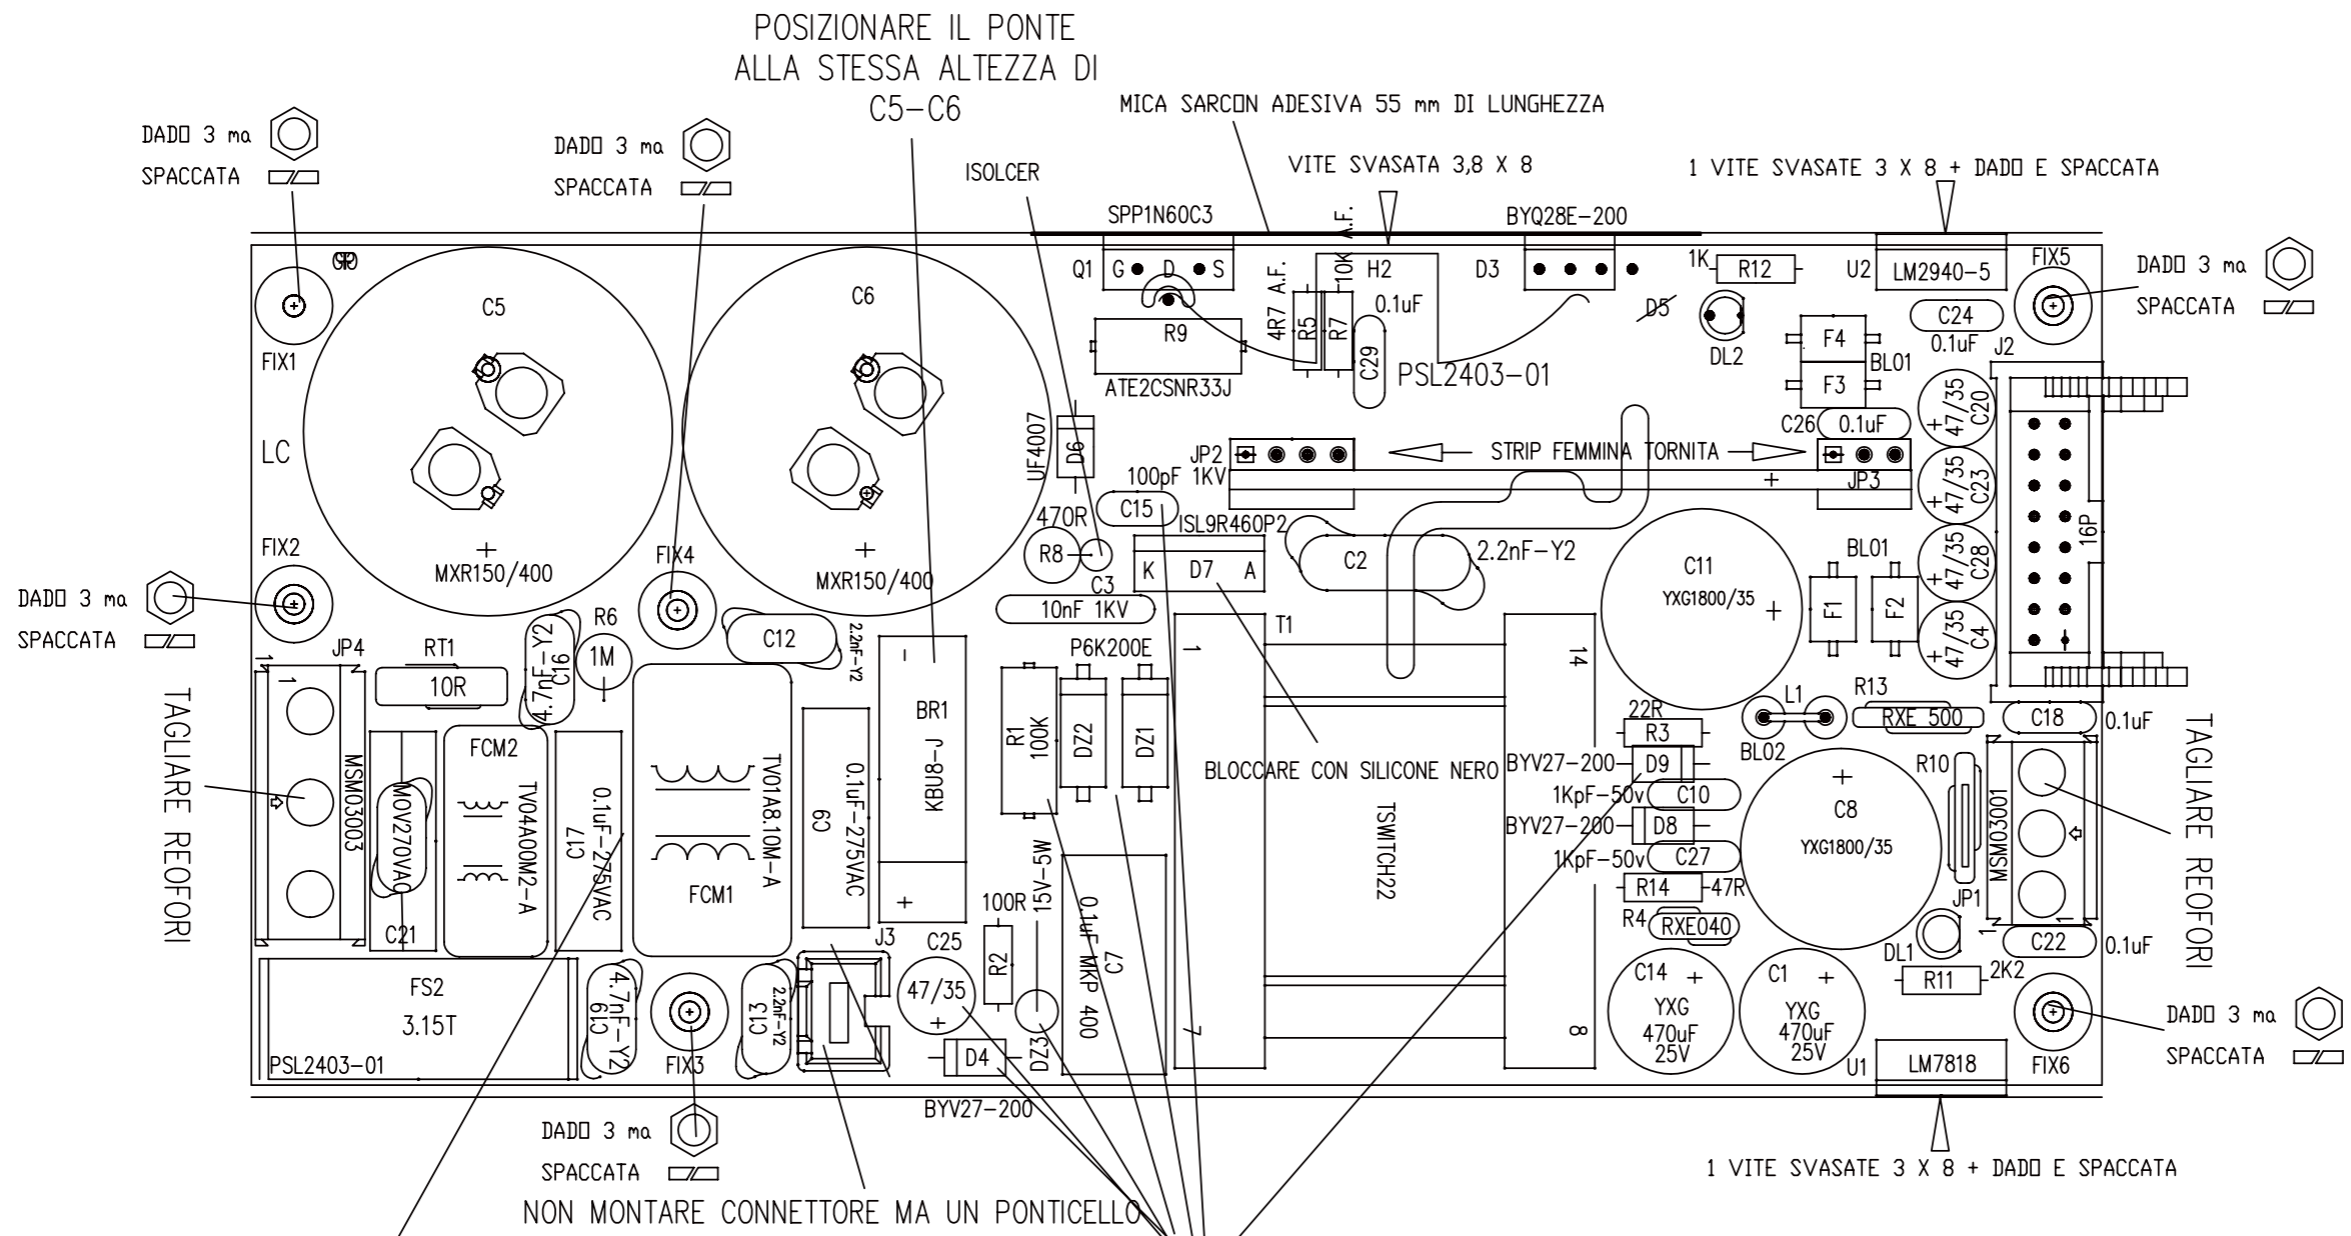 POSIZIONARE IL PONTE
ALLA STESSA ALTEZZA DI
C5-C6
MICA SARCON ADESIVA 55 mm DI LUNGHEZZA
DADO 3 ma
SPACCATA
DADO 3 ma
SPACCATA
ISOLCER
VITE SVASATA 3,8 X 8
1 VITE SVASATE 3 X 8 + DADO E SPACCATA
SPP1N60C3
A.F.
BYQ28E-200
Q1
G
D
S
4R7 A.F.
10K
H2
0.1uF
D3
1K
R12
U2
LM2940-5
FIX5
DADO 3 ma
SPACCATA
C5
C6
R9
R5
R7
C29
D5
DL2
F4
F3
BL01
C24
0.1uF
J2
FIX1
ATE2CSNR33J
PSL2403-01
47/35
C20
LC
UF4007
D6
JP2
STRIP FEMMINA TORNITA
C26
0.1uF
JP3
+
100pF 1KV
C15
470R
ISL9R460P2
+
47/35
C23
16P
FIX2
FIX4
+
MXR150/400
+
MXR150/400
R8
K
D7
A
C2
2.2nF-Y2
C11
YXG1800/35
+
BL01
F1
F2
+
47/35
C28
DADO 3 ma
SPACCATA
C3
10nF 1KV
R6
1M
C12
2.2nF-Y2
4.7nF-Y2
C16
T1
+
47/35
C4
1
JP4
1
RT1
10R
P6K200E
-
1
14
L1
R13
RXE 500
C18
0.1uF
TAGLIARE REOFORI
FCM2
BR1
KBU8-J
R1
100K
DZ2
DZ1
22R
R3
BL02
TAGLIARE REOFORI
MSM03003
MOV270VAC
TV04A00M2-A
0.1uF-275VAC
C17
TV01A8.10M-A
FCM1
0.1uF-275VAC
C9
BLOCCARE CON SILICONE NERO
BYV27-200
D9
1KpF-50v
C10
+
C8
YXG1800/35
R10
MSM03001
TSWITCH22
BYV27-200
D8
1KpF-50v
C27
C21
+
100R
15V-5W
0.1uF MKP 400
C7
R14
47R
R4
RXE040
JP1
1
1
J3
C25
DL1
C22
0.1uF
FS2
3.15T
4.7nF-Y2
C19
2.2nF-Y2
C13
47/35
+
R2
C14
+
YXG
470uF
25V
C1
+
YXG
470uF
25V
R11
2K2
PSL2403-01
FIX3
D4
DZ3
7
8
U1
LM7818
FIX6
DADO 3 ma
SPACCATA
BYV27-200
DADO 3 ma
SPACCATA
1 VITE SVASATE 3 X 8 + DADO E SPACCATA
NON MONTARE CONNETTORE MA UN PONTICELLO